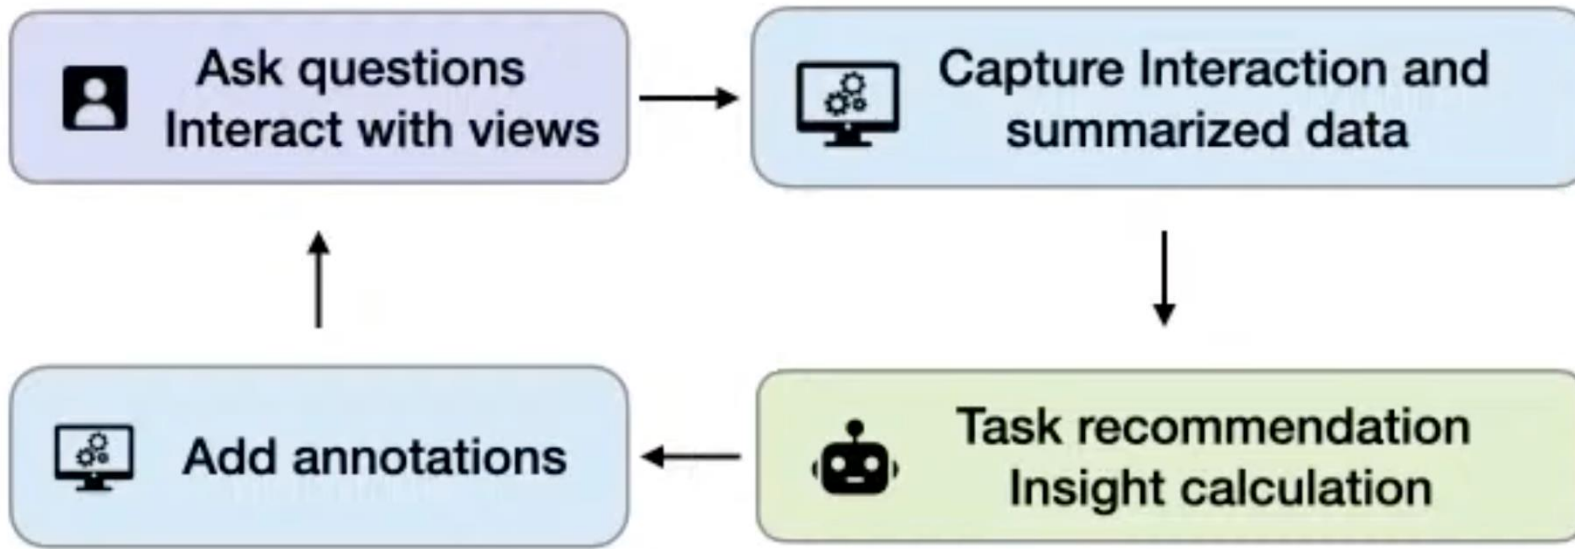 Ask questions
Interact with views
Capture Interaction and
summarized data
Add annotations
Task recommendation
Insight calculation